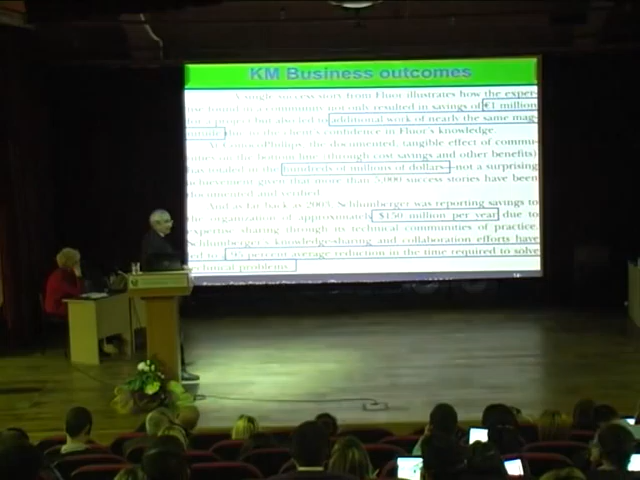 KM Business outcomes
A single success story from Fluor illustrates how the exper-
tise found in a community not only resulted in savings of €1 million
for a project but also led to additional work of nearly the same mag-
nitude due to the client's confidence in Fluor's knowledge.
At ConocoPhillips, the documented, tangible effect of commu-
nities on the bottom line (through cost savings and other benefits)
has totaled in the hundreds of millions of dollars—not a surprising
achievement given that more than 5,000 success stories have been
documented and verified.
And as far back as 2003, Schlumberger was reporting savings to
the organization of approximately $150 million per year due to
expertise sharing through its technical communities of practice.
Schlumberger's knowledge-sharing and collaboration efforts have
led to a 95 percent average reduction in the time required to solve
technical problems.